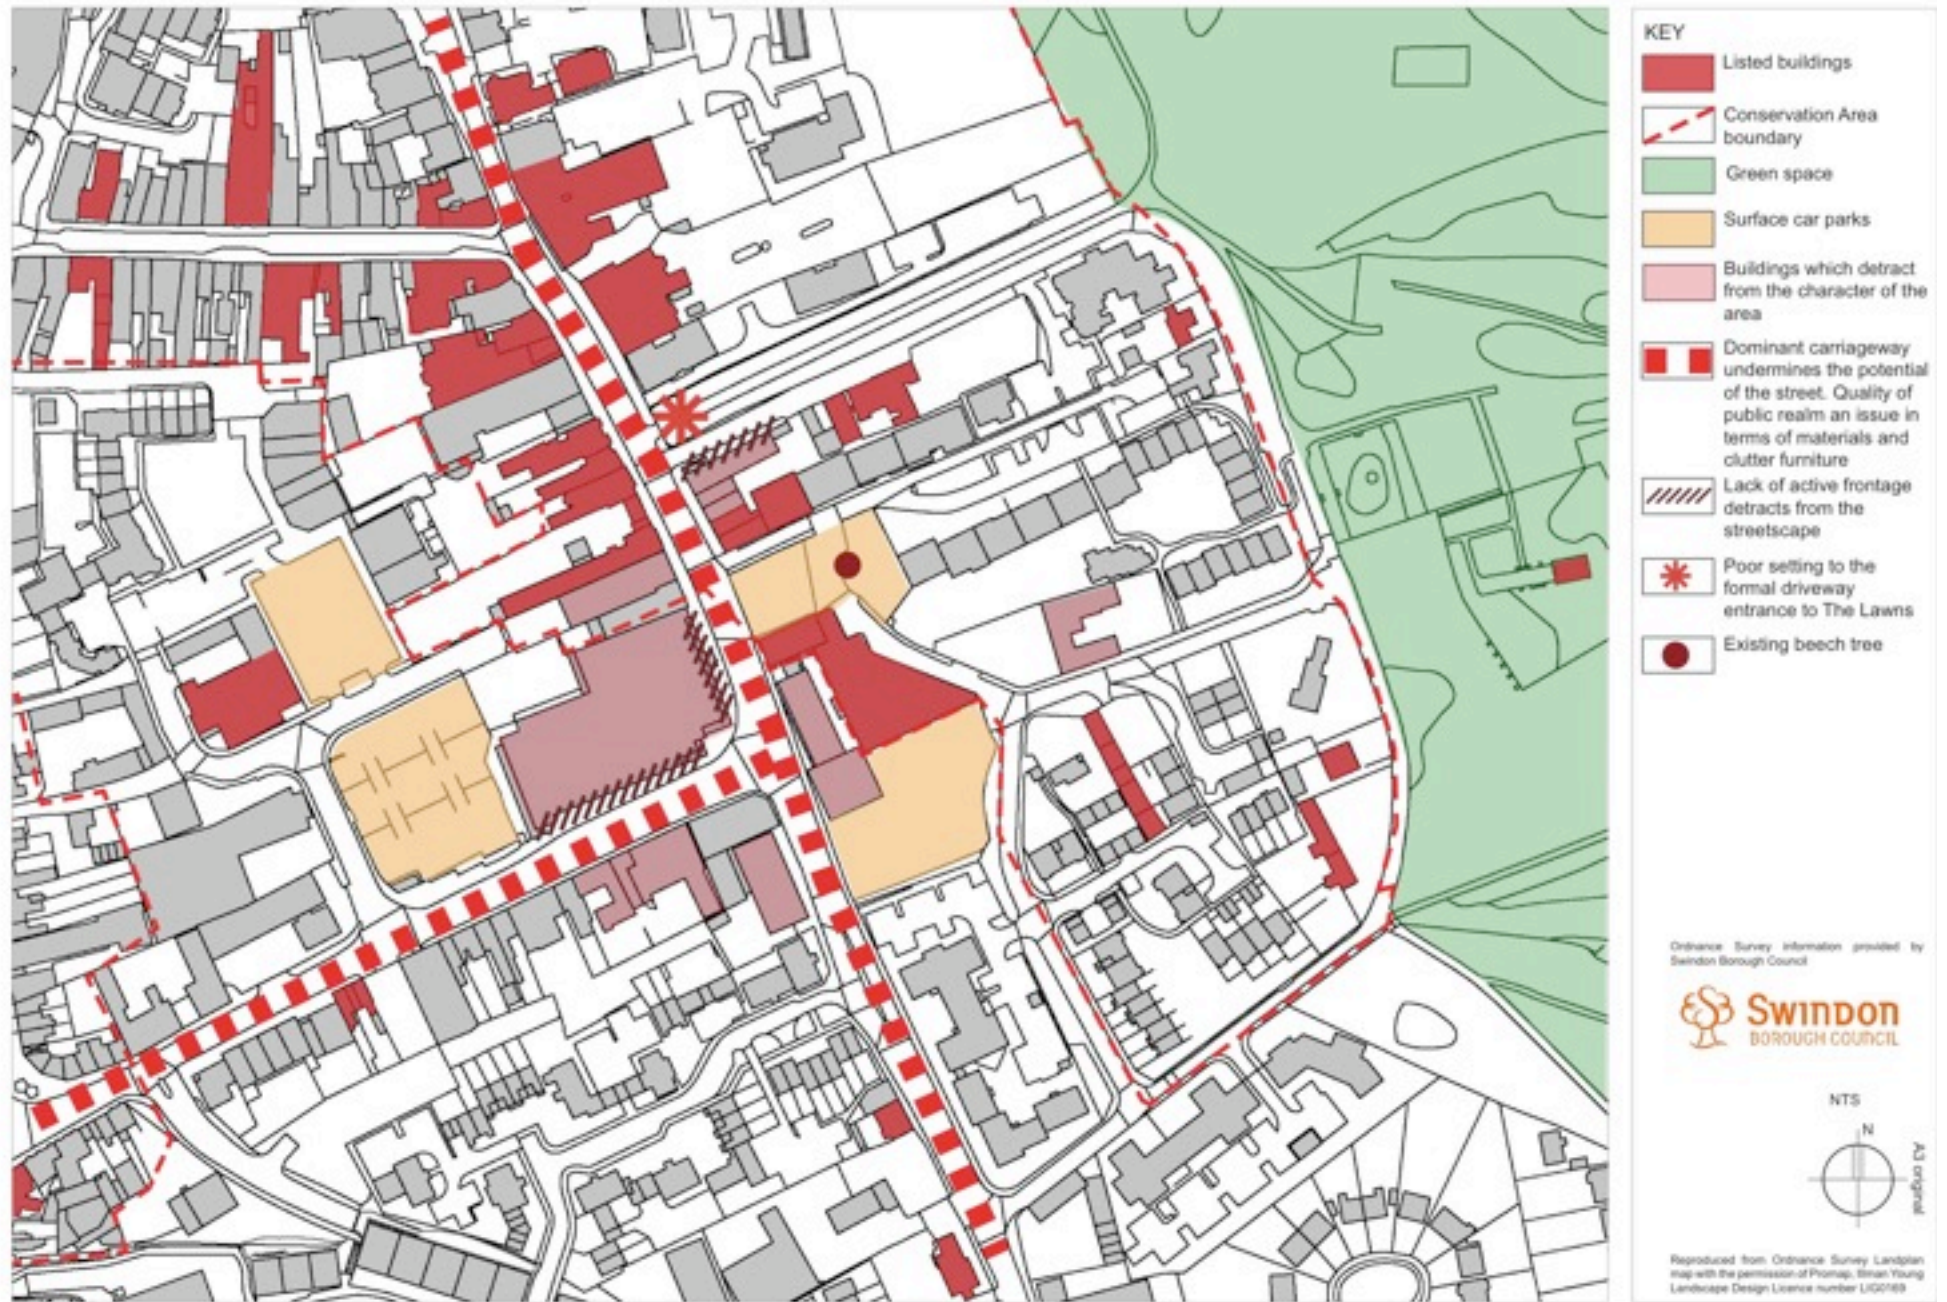 KEY
Listed buildings
Conservation Area
boundary
Green space
Surface car parks
Buildings which detract
from the character of the
area
Dominant carriageway
undermines the potential
of the street. Quality of
public realm an issue in
terms of materials and
clutter furniture
Lack of active frontage
detracts from the
streetscape
Poor setting to the
formal driveway
entrance to The Lawns
Existing beech tree
Ordnance Survey information provided by
Swindon Borough Council
SWINDON
BOROUGH COUNCIL
NTS
N
A3 original
Reproduced from Ordnance Survey Landplan
map with the permission of Promap, Illman Young
Landscape Design Licence number LIG0169